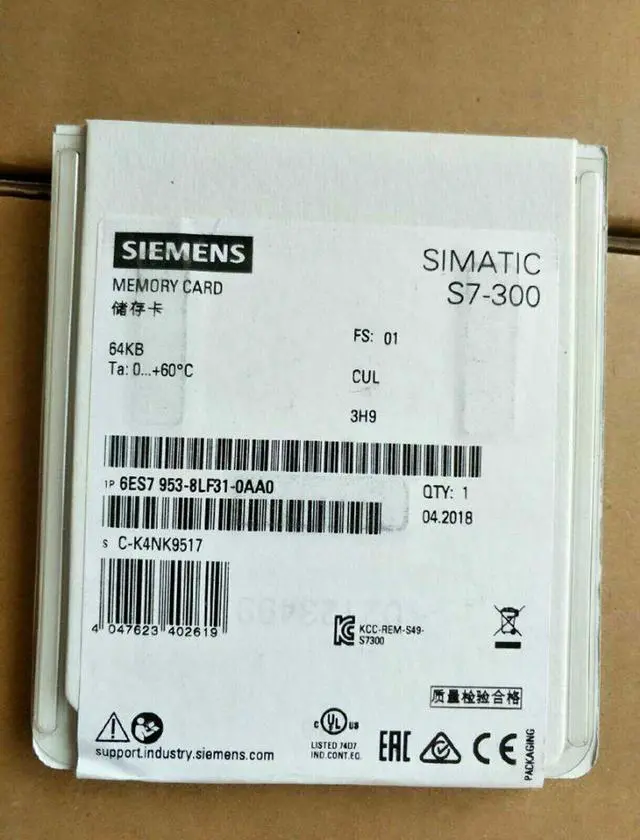 SIEMENS
SIMATIC
S7-300
MEMORY CARD
储存卡
64KB
Ta: 0...+60°C
FS: 01
CUL
3H9
1P 6ES7 953-8LF31-0AA0
QTY: 1
04.2018
S C-K4NK9517
4 047623 402619
KCC-REM-S49-
S7300
质量检验合格
support.industry.siemens.com
c UL us
LISTED 74D7
IND.CONT.EQ.
EAC
CE
PACKAGING